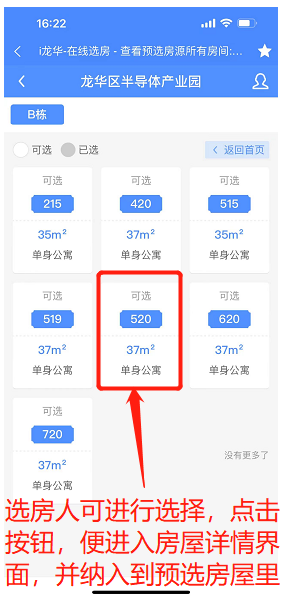 16:22
i龙华-在线选房 - 查看预选房源所有房间:...
龙华区半导体产业园
B栋
可选 已选 返回首页
可选 可选 可选
215 420 515
35m² 37m² 35m²
单身公寓 单身公寓 单身公寓
可选 可选 可选
519 520 620
37m² 37m² 37m²
单身公寓 单身公寓 单身公寓
可选
720
37m²
单身公寓
没有更多了
选房人可进行选择，点击
按钮，便进入房屋详情界
面，并纳入到预选房屋里